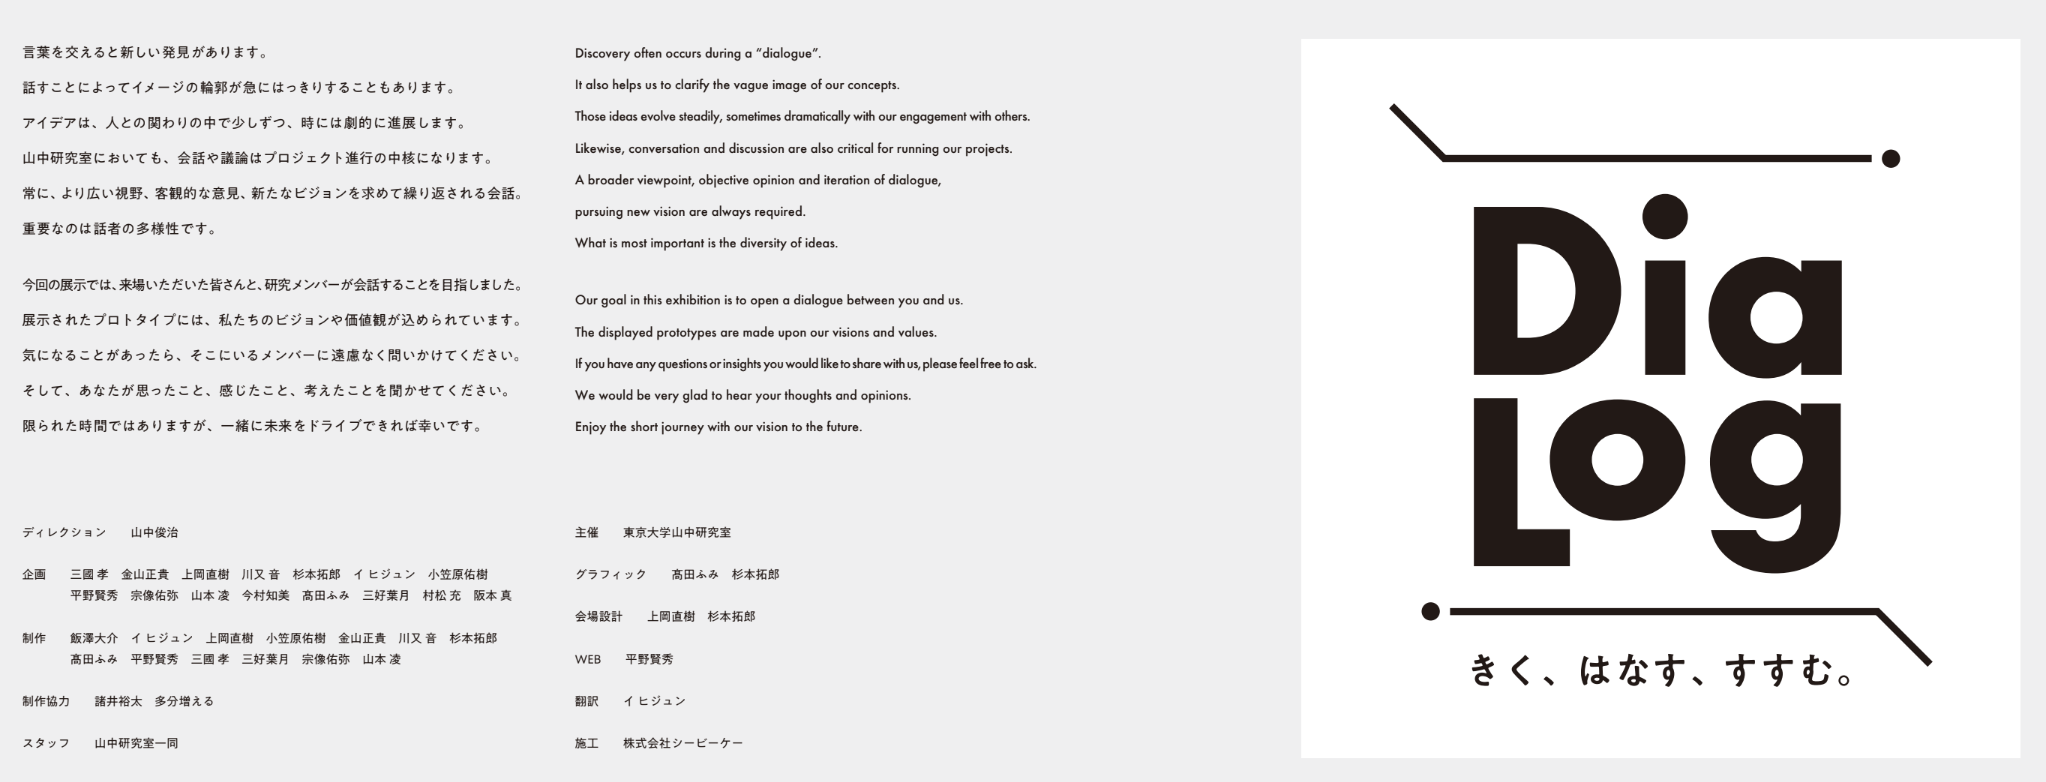 言葉を交えると新しい発見があります。
話すことによってイメージの輪郭が急にはっきりすることもあります。
アイデアは、人との関わりの中で少しずつ、時には劇的に進展します。
山中研究室においても、会話や議論はプロジェクト進行の中核になります。
常に、より広い視野、客観的な意見、新たなビジョンを求めて繰り返される会話。
重要なのは話者の多様性です。
今回の展示では、来場いただいた皆さんと、研究メンバーが会話することを目指しました。
展示されたプロトタイプには、私たちのビジョンや価値観が込められています。
気になることがあったら、そこにいるメンバーに遠慮なく問いかけてください。
そして、あなたが思ったこと、感じたこと、考えたことを聞かせてください。
限られた時間ではありますが、一緒に未来をドライブできれば幸いです。
Discovery often occurs during a “dialogue”.
It also helps us to clarify the vague image of our concepts.
Those ideas evolve steadily, sometimes dramatically with our engagement with others.
Likewise, conversation and discussion are also critical for running our projects.
A broader viewpoint, objective opinion and iteration of dialogue,
pursuing new vision are always required.
What is most important is the diversity of ideas.
Our goal in this exhibition is to open a dialogue between you and us.
The displayed prototypes are made upon our visions and values.
If you have any questions or insights you would like to share with us, please feel free to ask.
We would be very glad to hear your thoughts and opinions.
Enjoy the short journey with our vision to the future.
ディレクション　山中俊治
企画　三國 孝　金山正貴　上岡直樹　川又 音　杉本拓郎　イ ヒジュン　小笠原佑樹
平野賢秀　宗像佑弥　山本 凌　今村知美　髙田ふみ　三好葉月　村松 充　阪本 真
制作　飯澤大介　イ ヒジュン　上岡直樹　小笠原佑樹　金山正貴　川又 音　杉本拓郎
髙田ふみ　平野賢秀　三國 孝　三好葉月　宗像佑弥　山本 凌
制作協力　諸井裕太　多分増える
スタッフ　山中研究室一同
主催　東京大学山中研究室
グラフィック　髙田ふみ　杉本拓郎
会場設計　上岡直樹　杉本拓郎
WEB　平野賢秀
翻訳　イ ヒジュン
施工　株式会社シービーケー
Dia
Log
きく、はなす、すすむ。